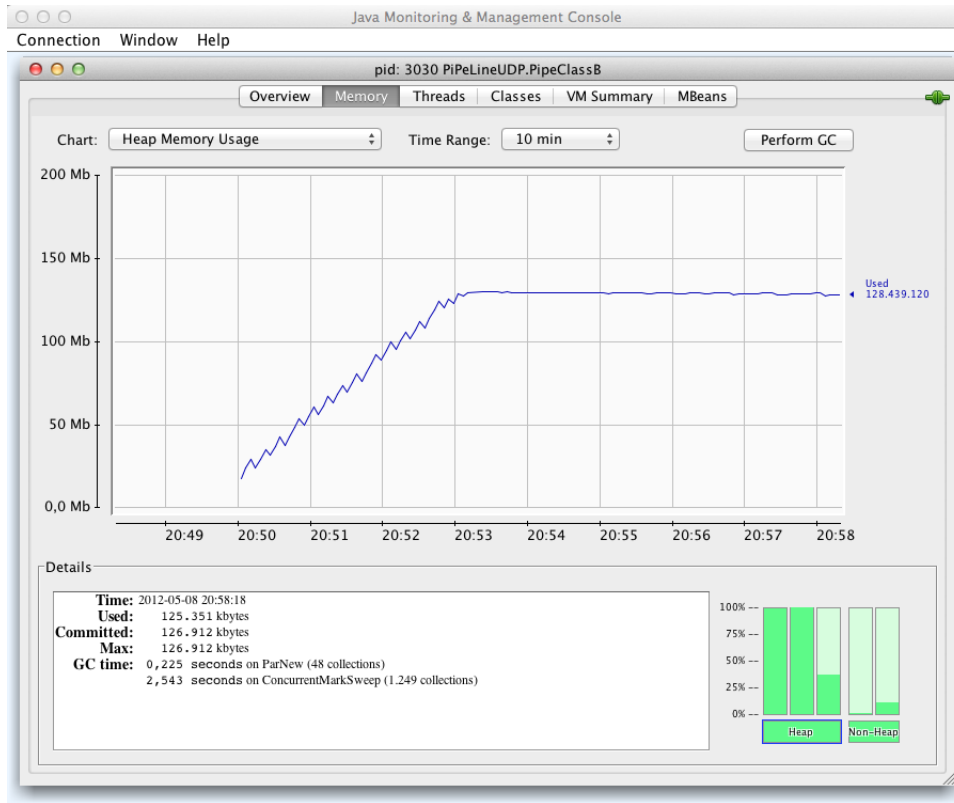 Java Monitoring & Management Console
Connection Window Help
pid: 3030 PiPeLineUDP.PipeClassB
Overview Memory Threads Classes VM Summary MBeans
Chart: Heap Memory Usage Time Range: 10 min Perform GC
200 Mb
150 Mb
Used
128.439.120
100 Mb
50 Mb
0,0 Mb
20:49 20:50 20:51 20:52 20:53 20:54 20:55 20:56 20:57 20:58
Details
Time: 2012-05-08 20:58:18
Used: 125.351 kbytes
Committed: 126.912 kbytes
Max: 126.912 kbytes
GC time: 0,225 seconds on ParNew (48 collections)
2,543 seconds on ConcurrentMarkSweep (1.249 collections)
100% --
75% --
50% --
25% --
0% --
Heap Non-Heap